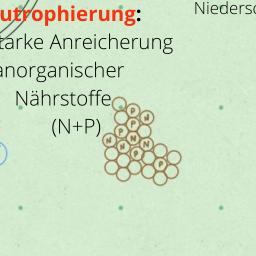 Niedersc
utrophierung:
tarke Anreicherung
anorganischer
Nährstoffe
(N+P)
P
N
P
N
N
N
P
P